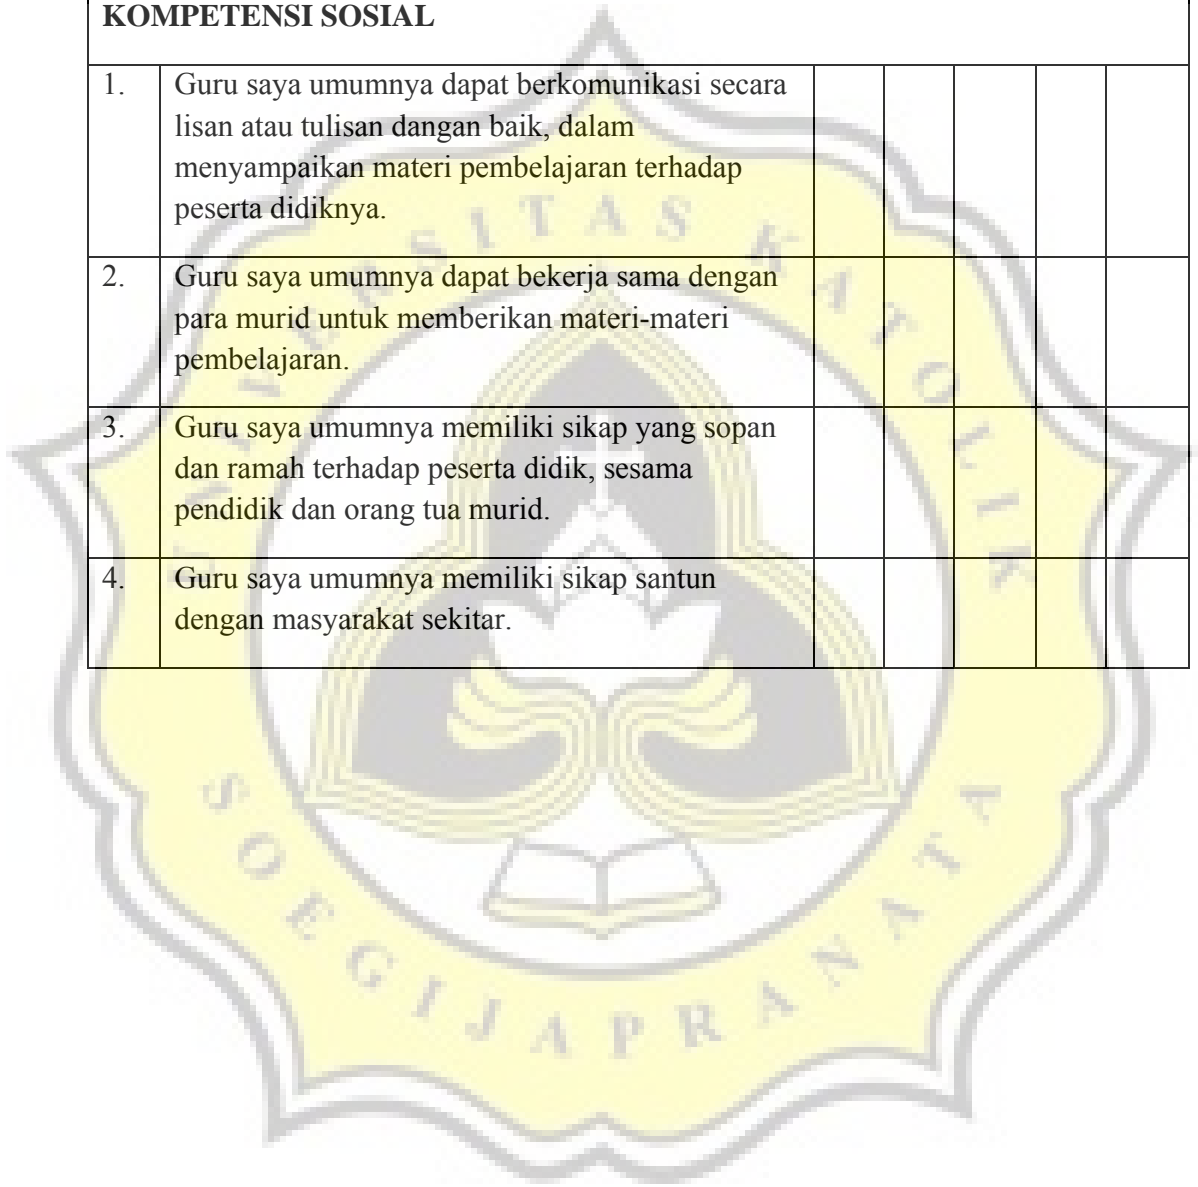 KOMPETENSI SOSIAL
1. Guru saya umumnya dapat berkomunikasi secara
lisan atau tulisan dangan baik, dalam
menyampaikan materi pembelajaran terhadap
peserta didiknya.
2. Guru saya umumnya dapat bekerja sama dengan
para murid untuk memberikan materi-materi
pembelajaran.
3. Guru saya umumnya memiliki sikap yang sopan
dan ramah terhadap peserta didik, sesama
pendidik dan orang tua murid.
4. Guru saya umumnya memiliki sikap santun
dengan masyarakat sekitar.
UNIVERSITAS KATOLIK
SOEGIJAPRANATA